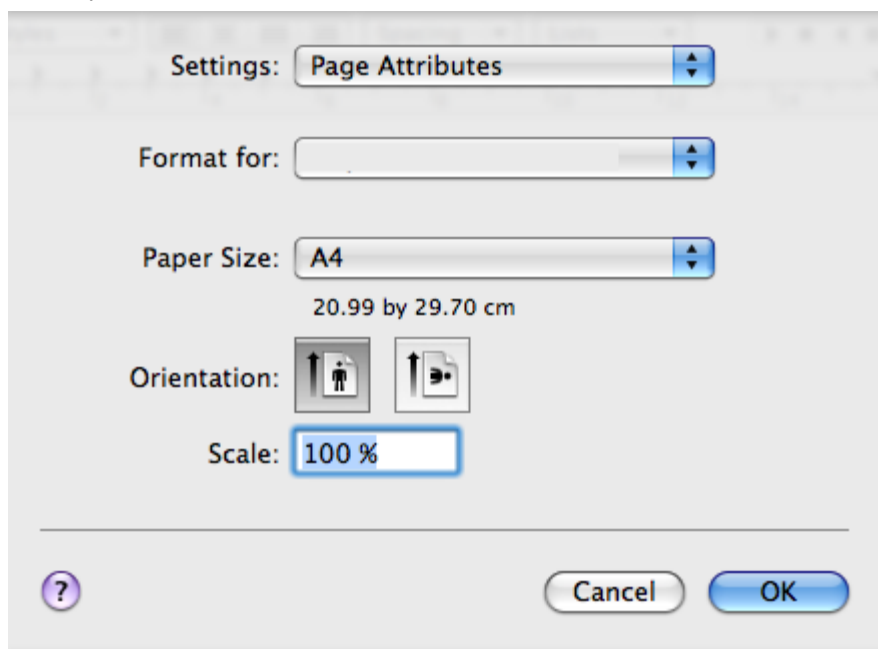 Settings: Page Attributes
Format for:
Paper Size: A4
20.99 by 29.70 cm
Orientation:
Scale: 100 %
? Cancel OK